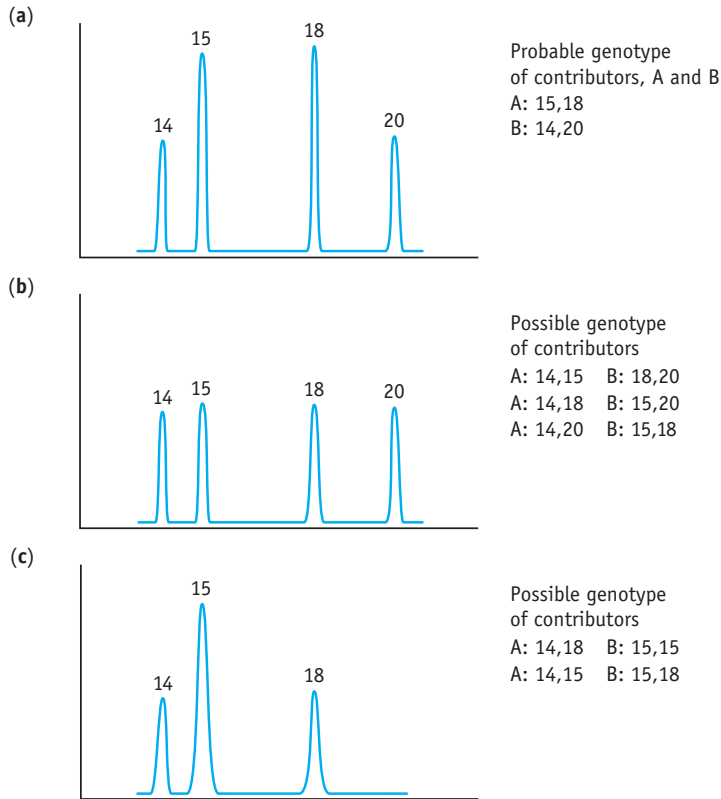 (a)
15
18
14
20
Probable genotype
of contributors, A and B
A: 15,18
B: 14,20
(b)
14
15
18
20
Possible genotype
of contributors
A: 14,15 B: 18,20
A: 14,18 B: 15,20
A: 14,20 B: 15,18
(c)
15
14
18
Possible genotype
of contributors
A: 14,18 B: 15,15
A: 14,15 B: 15,18